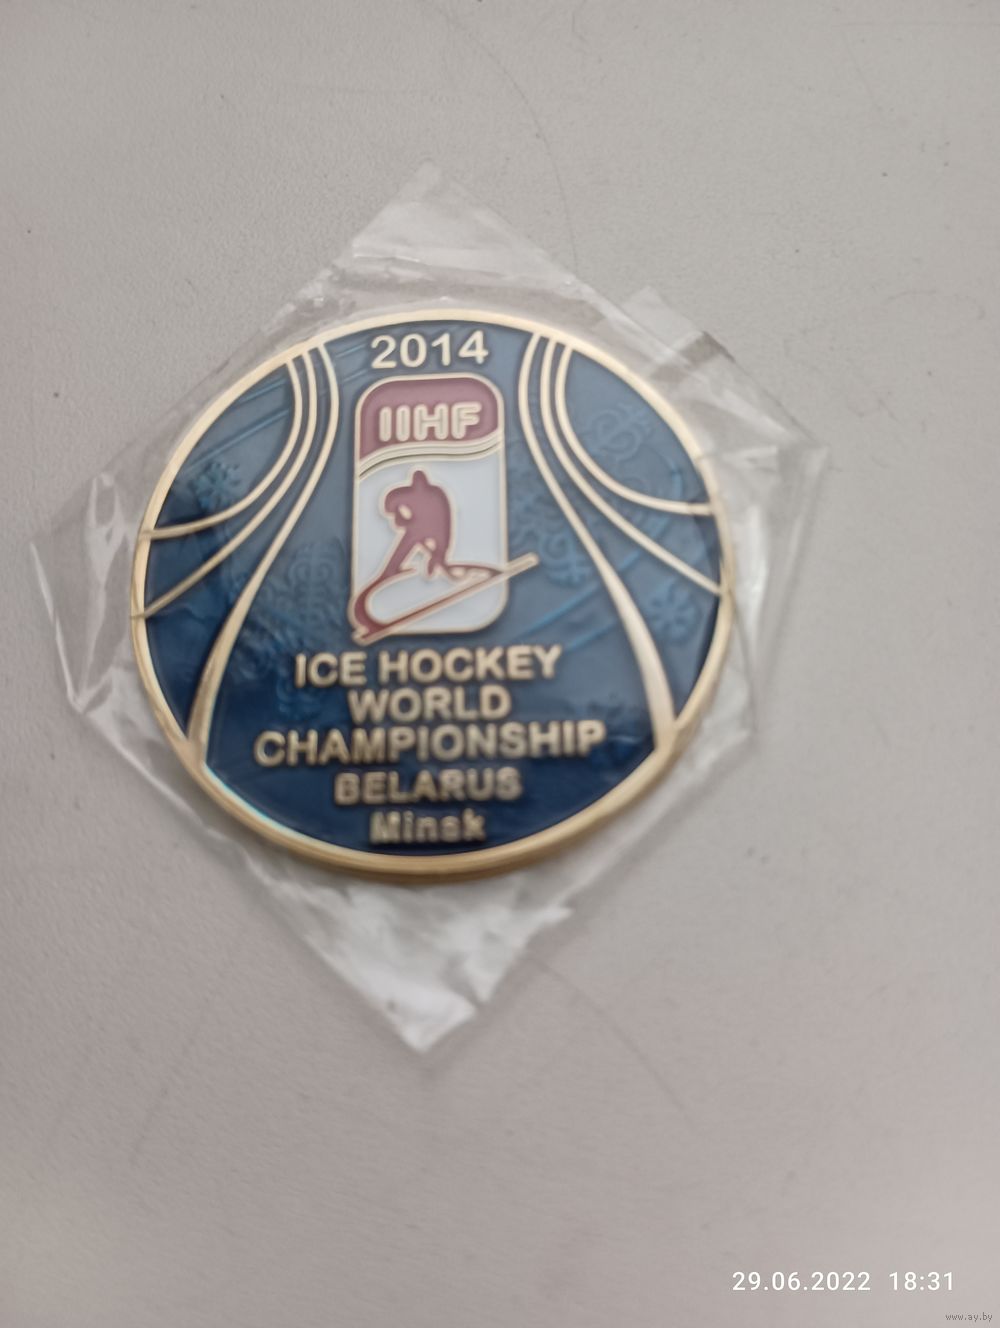 2014
IIHF
ICE HOCKEY
WORLD
CHAMPIONSHIP
BELARUS
Minsk
29.06.2022 18:31
www.ay.by